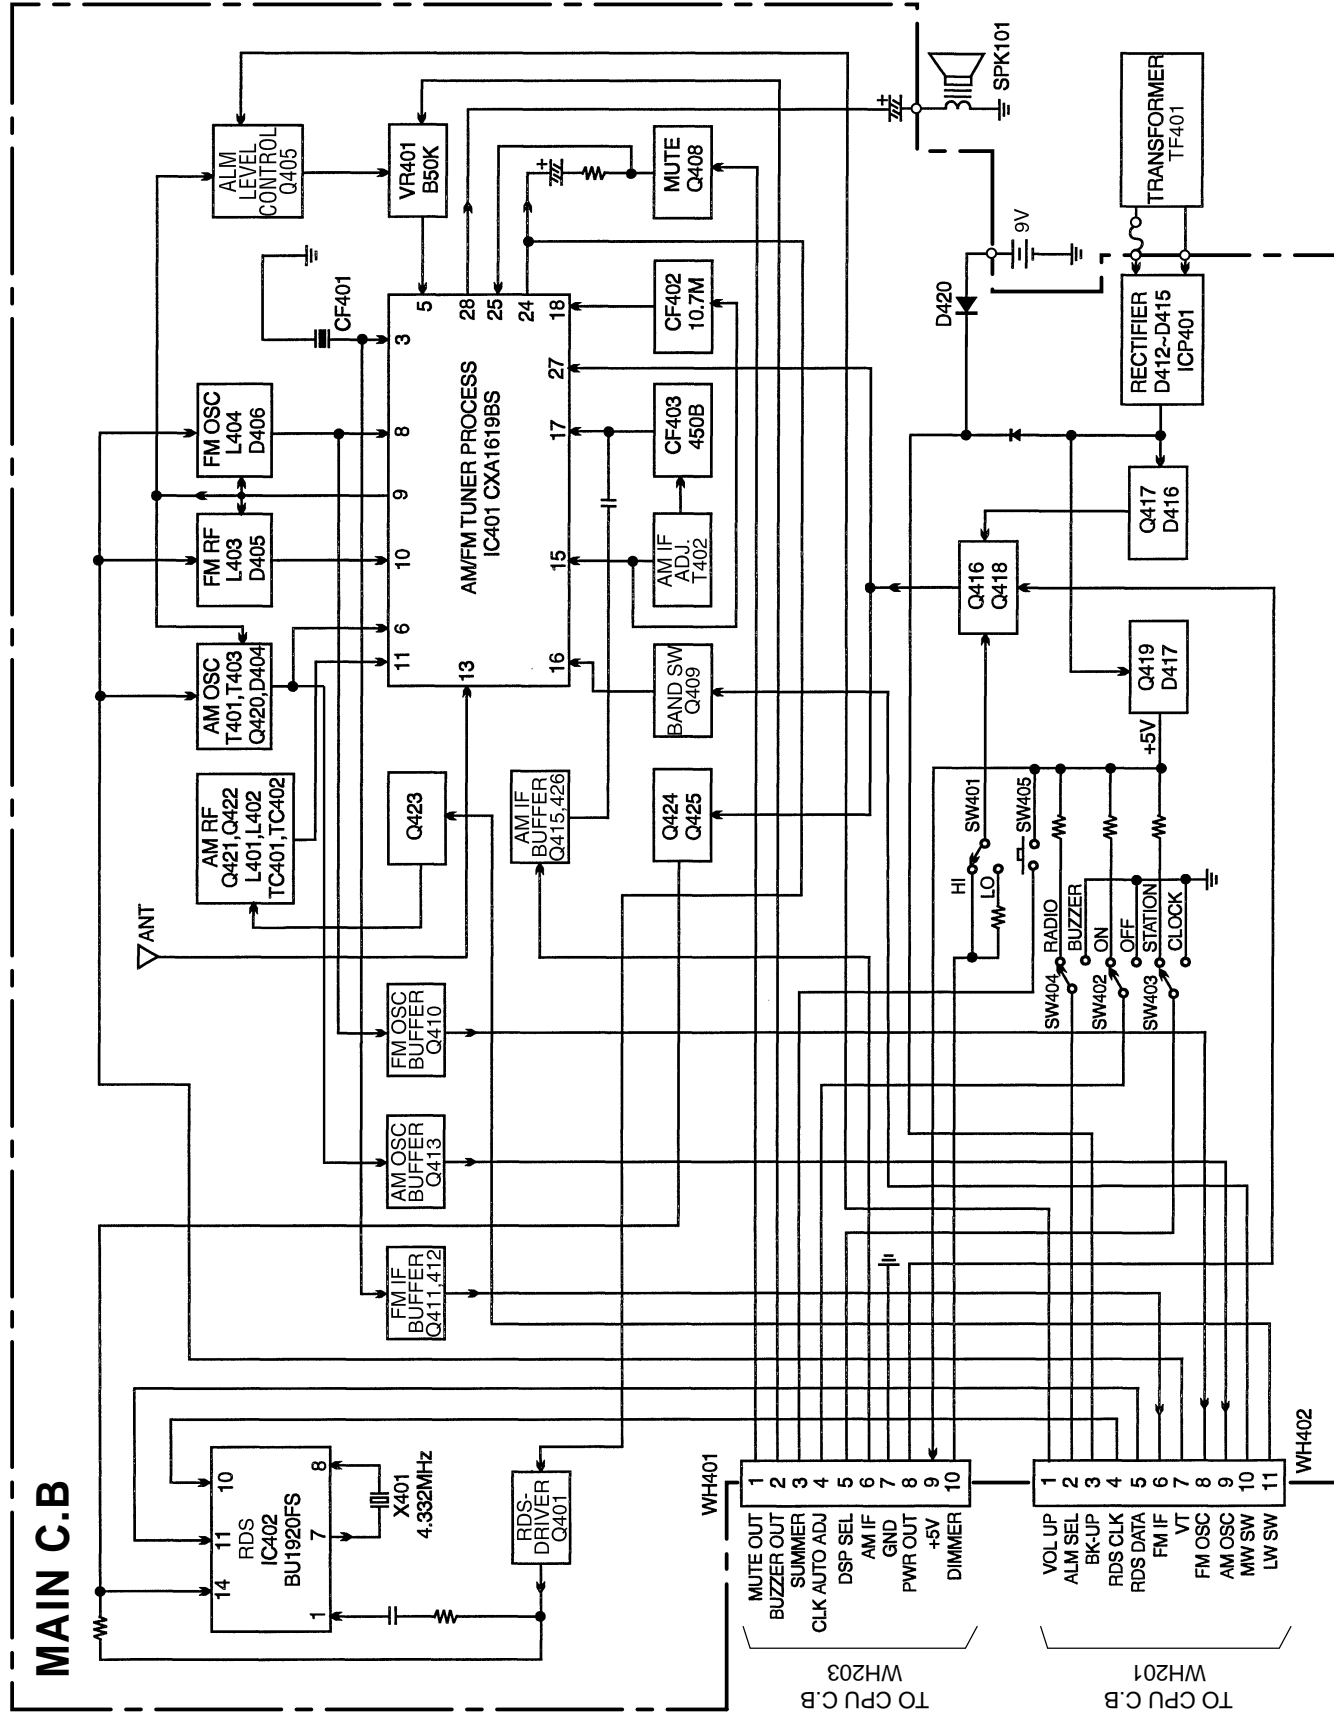 MAIN C.B
RDS
IC402
BU1920FS
14
11
10
1
7
8
X401
4.332MHz
RDS-
DRIVER
Q401
FM IF
BUFFER
Q411,412
AM OSC
BUFFER
Q413
FM OSC
BUFFER
Q410
ANT
AM RF
Q421,Q422
L401,L402
TC401,TC402
Q423
AM IF
BUFFER
Q415,426
Q424
Q425
AM OSC
T401,T403
Q420,D404
FM RF
L403
D405
FM OSC
L404
D406
CF401
ALM
LEVEL
CONTROL
Q405
VR401
B50K
AM/FM TUNER PROCESS
IC401 CXA1619BS
13
11
6
10
9
8
3
5
28
25
24
18
27
17
15
16
BAND SW
Q409
AM IF
ADJ.
T402
CF403
450B
CF402
10.7M
MUTE
Q408
+
+
SPK101
TRANSFORMER
TF401
9V
D420
RECTIFIER
D412~D415
ICP401
Q417
D416
Q416
Q418
Q419
D417
+5V
SW401
HI
LO
SW405
RADIO
BUZZER
SW404
ON
OFF
SW402
STATION
CLOCK
SW403
WH401
MUTE OUT 1
BUZZER OUT 2
SUMMER 3
CLK AUTO ADJ 4
DSP SEL 5
AM IF 6
GND 7
PWR OUT 8
+5V 9
DIMMER 10
TO CPU C.B
WH203
WH402
VOL UP 1
ALM SEL 2
BK-UP 3
RDS CLK 4
RDS DATA 5
FM IF 6
VT 7
FM OSC 8
AM OSC 9
MW SW 10
LW SW 11
TO CPU C.B
WH201